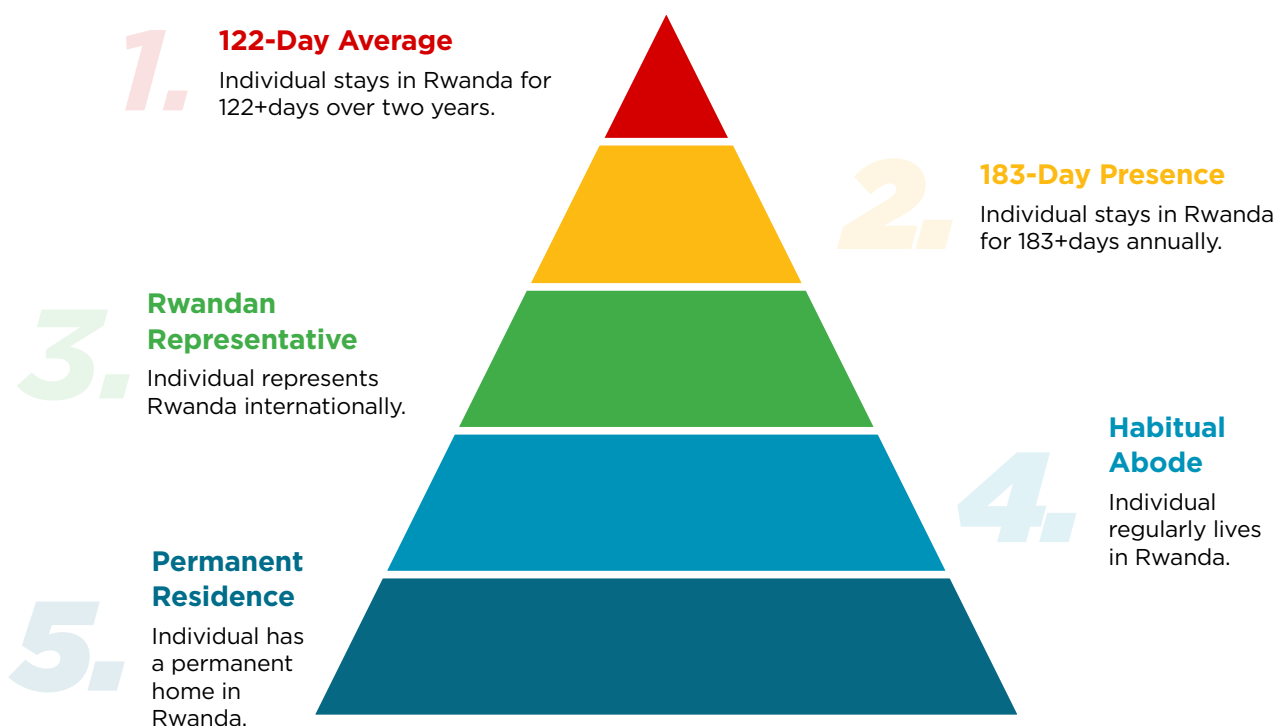 1.
122-Day Average
Individual stays in Rwanda for
122+days over two years.
2.
183-Day Presence
Individual stays in Rwanda
for 183+days annually.
3.
Rwandan
Representative
Individual represents
Rwanda internationally.
4.
Habitual
Abode
Individual
regularly lives
in Rwanda.
5.
Permanent
Residence
Individual has
a permanent
home in
Rwanda.